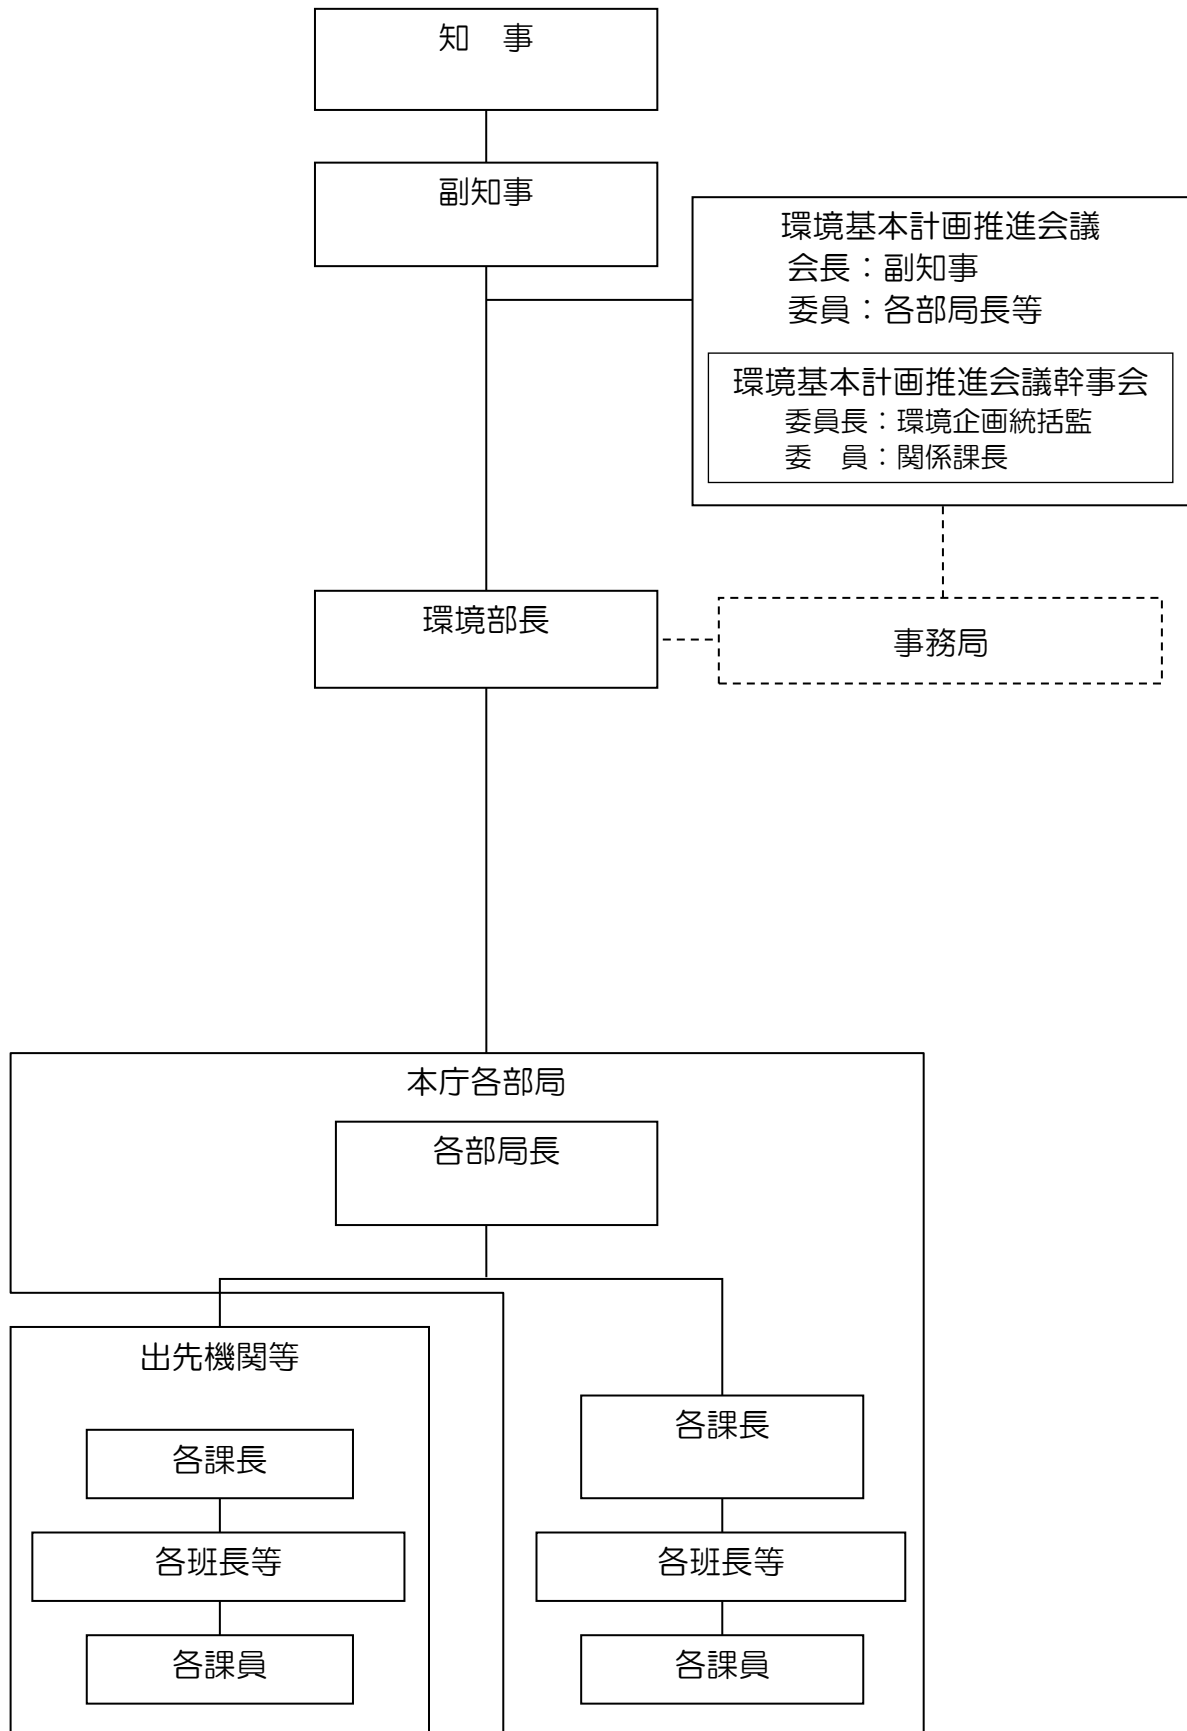 知　事
副知事
環境基本計画推進会議
会長：副知事
委員：各部局長等
環境基本計画推進会議幹事会
委員長：環境企画統括監
委　員：関係課長
環境部長
事務局
本庁各部局
各部局長
出先機関等
各課長
各班長等
各課員
各課長
各班長等
各課員